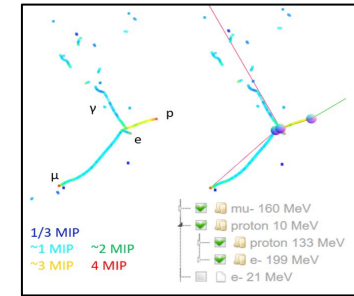 γ
p
e
μ
1/3 MIP
~1 MIP ~2 MIP
~3 MIP 4 MIP
mu- 160 MeV
proton 10 MeV
proton 133 MeV
e- 199 MeV
e- 21 MeV